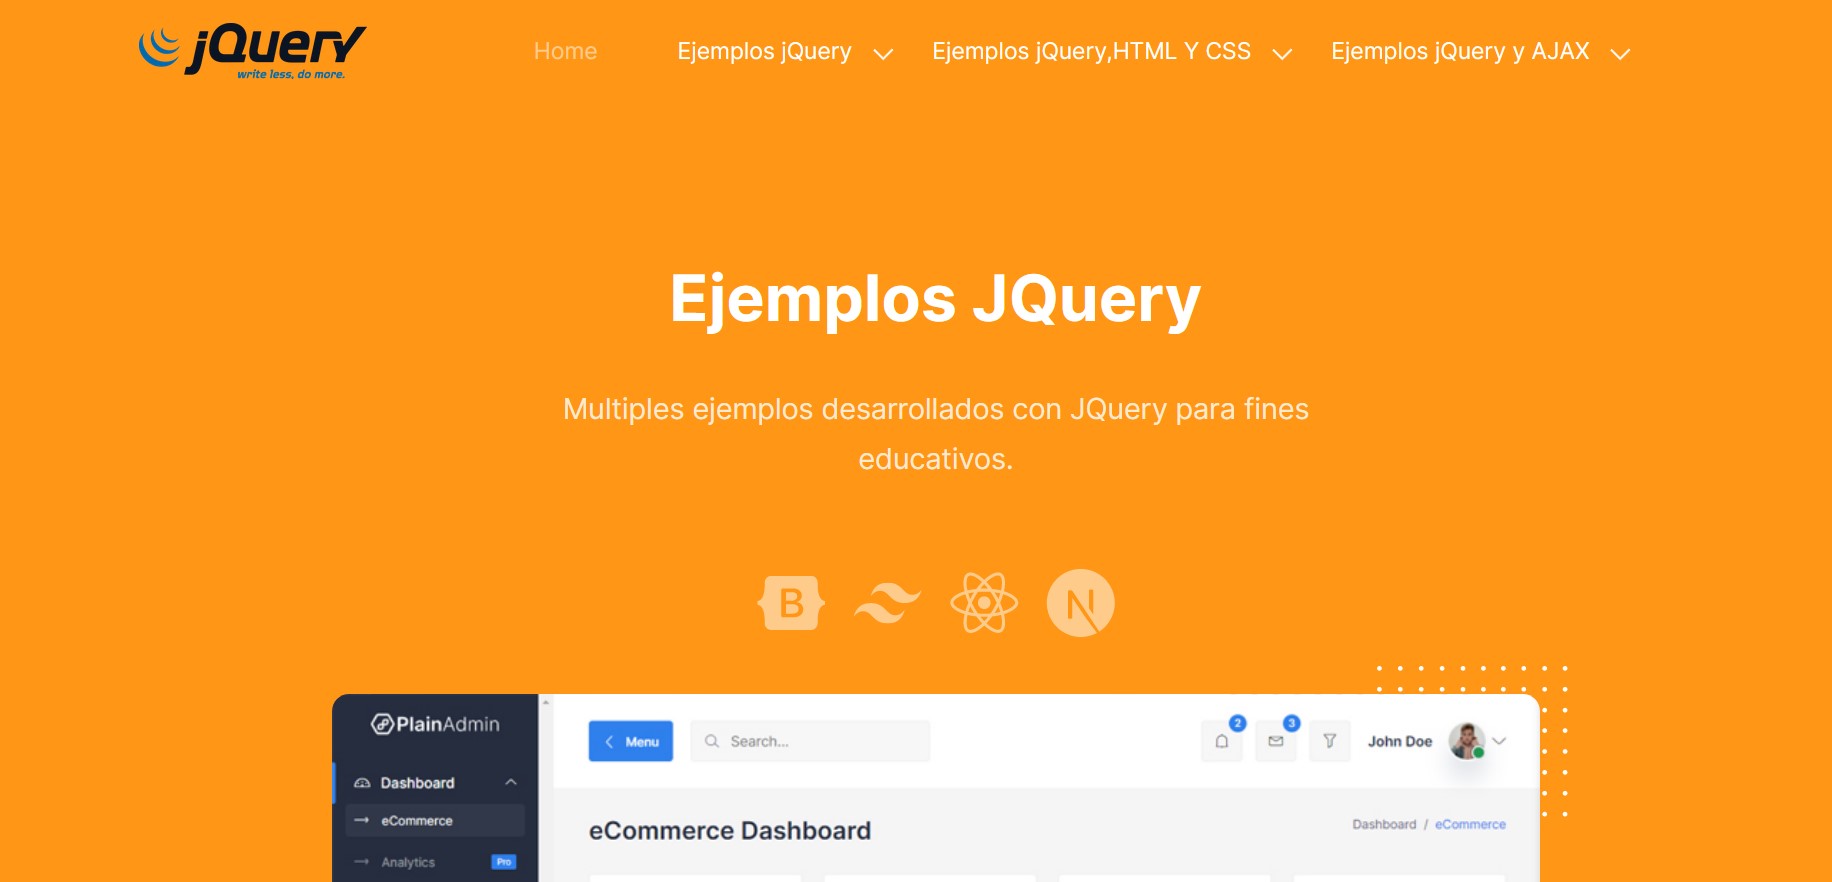 jQuery
write less, do more.
Home
Ejemplos jQuery
Ejemplos jQuery,HTML Y CSS
Ejemplos jQuery y AJAX
Ejemplos JQuery
Multiples ejemplos desarrollados con JQuery para fines
educativos.
B
N
PlainAdmin
Menu
Search...
2
3
John Doe
Dashboard
eCommerce
Analytics
Pro
eCommerce Dashboard
Dashboard / eCommerce